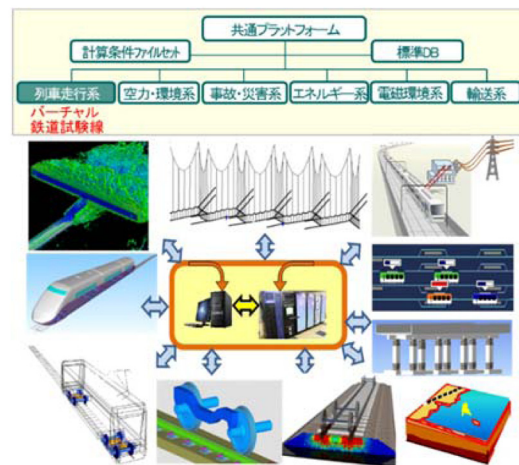 共通プラットフォーム
計算条件ファイルセット
標準DB
列車走行系
空力・環境系
事故・災害系
エネルギー系
電磁環境系
輸送系
バーチャル
鉄道試験線